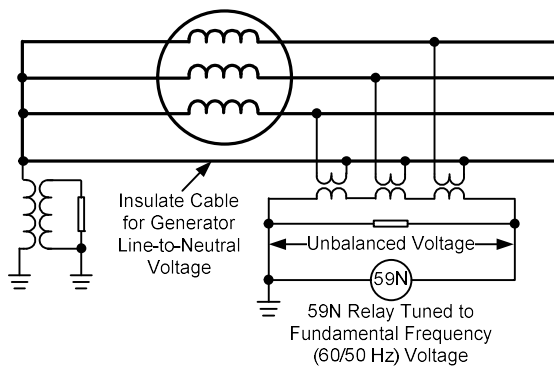 Insulate Cable
for Generator
Line-to-Neutral
Voltage
Unbalanced Voltage
59N
59N Relay Tuned to
Fundamental Frequency
(60/50 Hz) Voltage